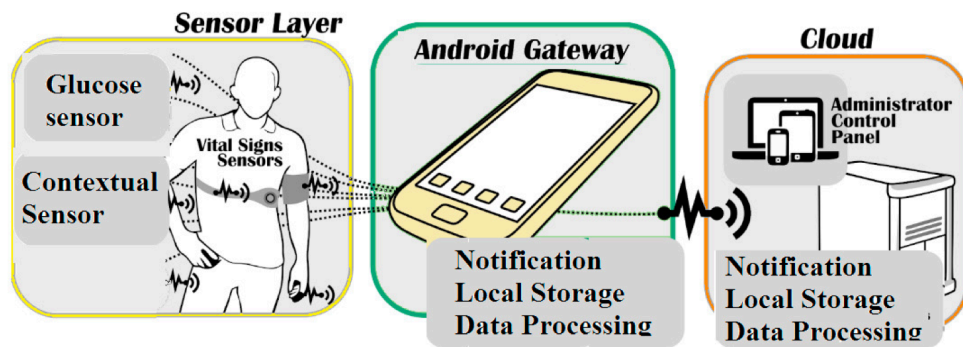 Sensor Layer
Glucose
sensor
Vital Signs
Sensors
Contextual
Sensor
Android Gateway
Notification
Local Storage
Data Processing
Cloud
Administrator
Control
Panel
Notification
Local Storage
Data Processing